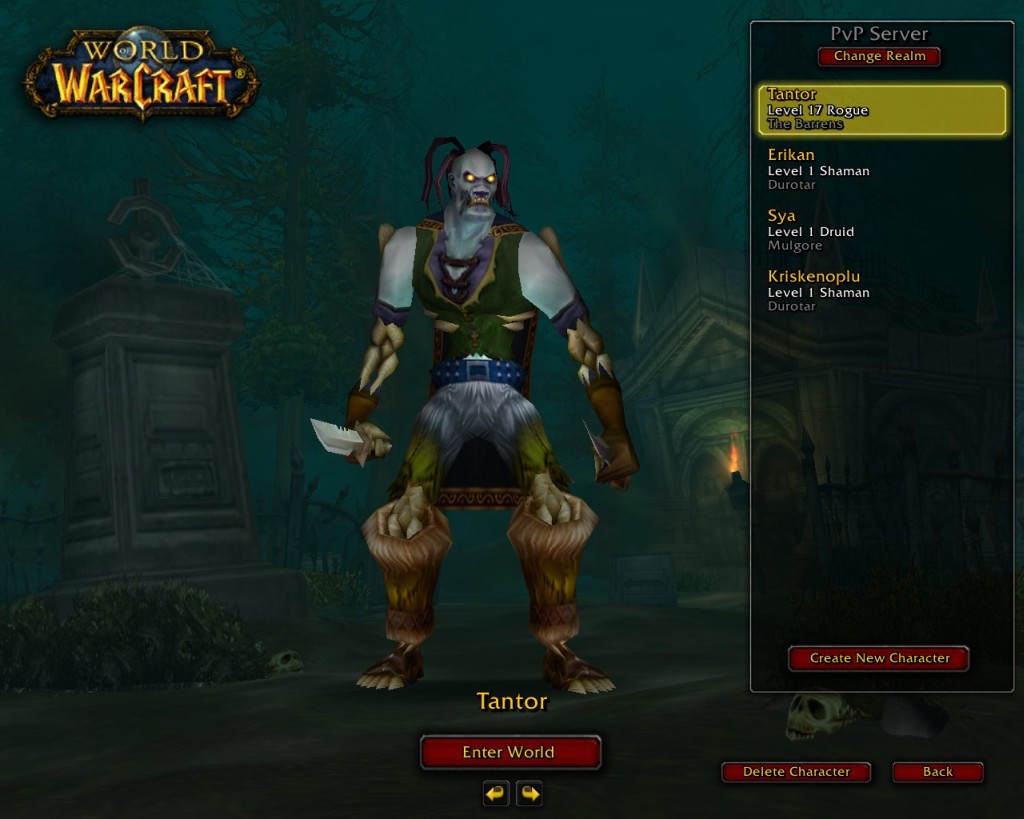 WORLD
OF
WARCRAFT®
PvP Server
Change Realm
Tantor
Level 17 Rogue
The Barrens
Erikan
Level 1 Shaman
Durotar
Sya
Level 1 Druid
Mulgore
Kriskenoplu
Level 1 Shaman
Durotar
Create New Character
Tantor
Enter World
Delete Character
Back